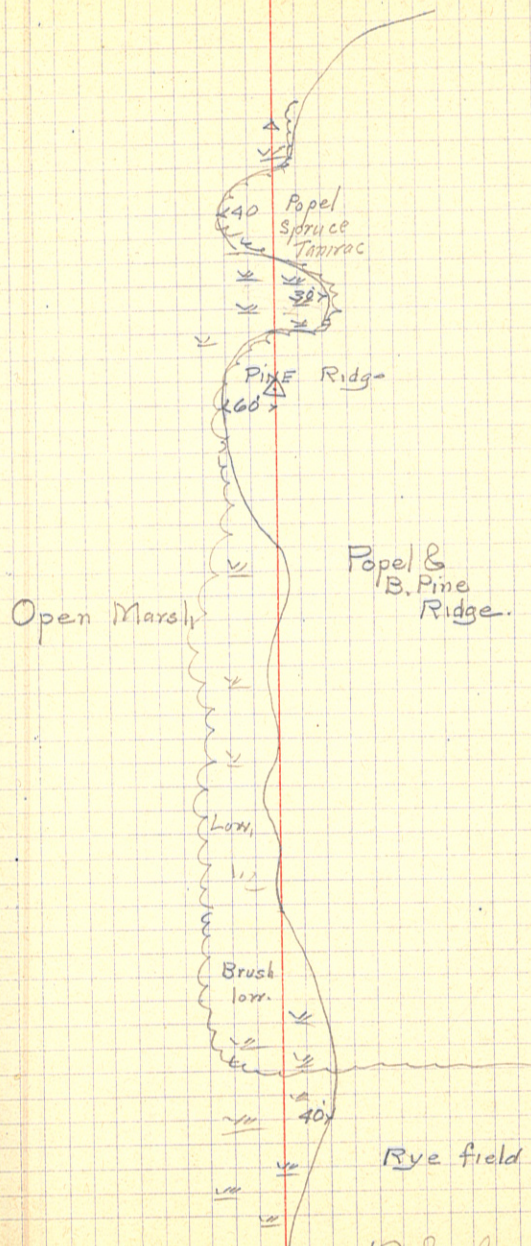 40
Popel
Spruce
Tamrac
30
PINE Ridge
60
Popel &
B. Pine
Ridge.
Open Marsh
Low,
Brush
low.
40
Rye field